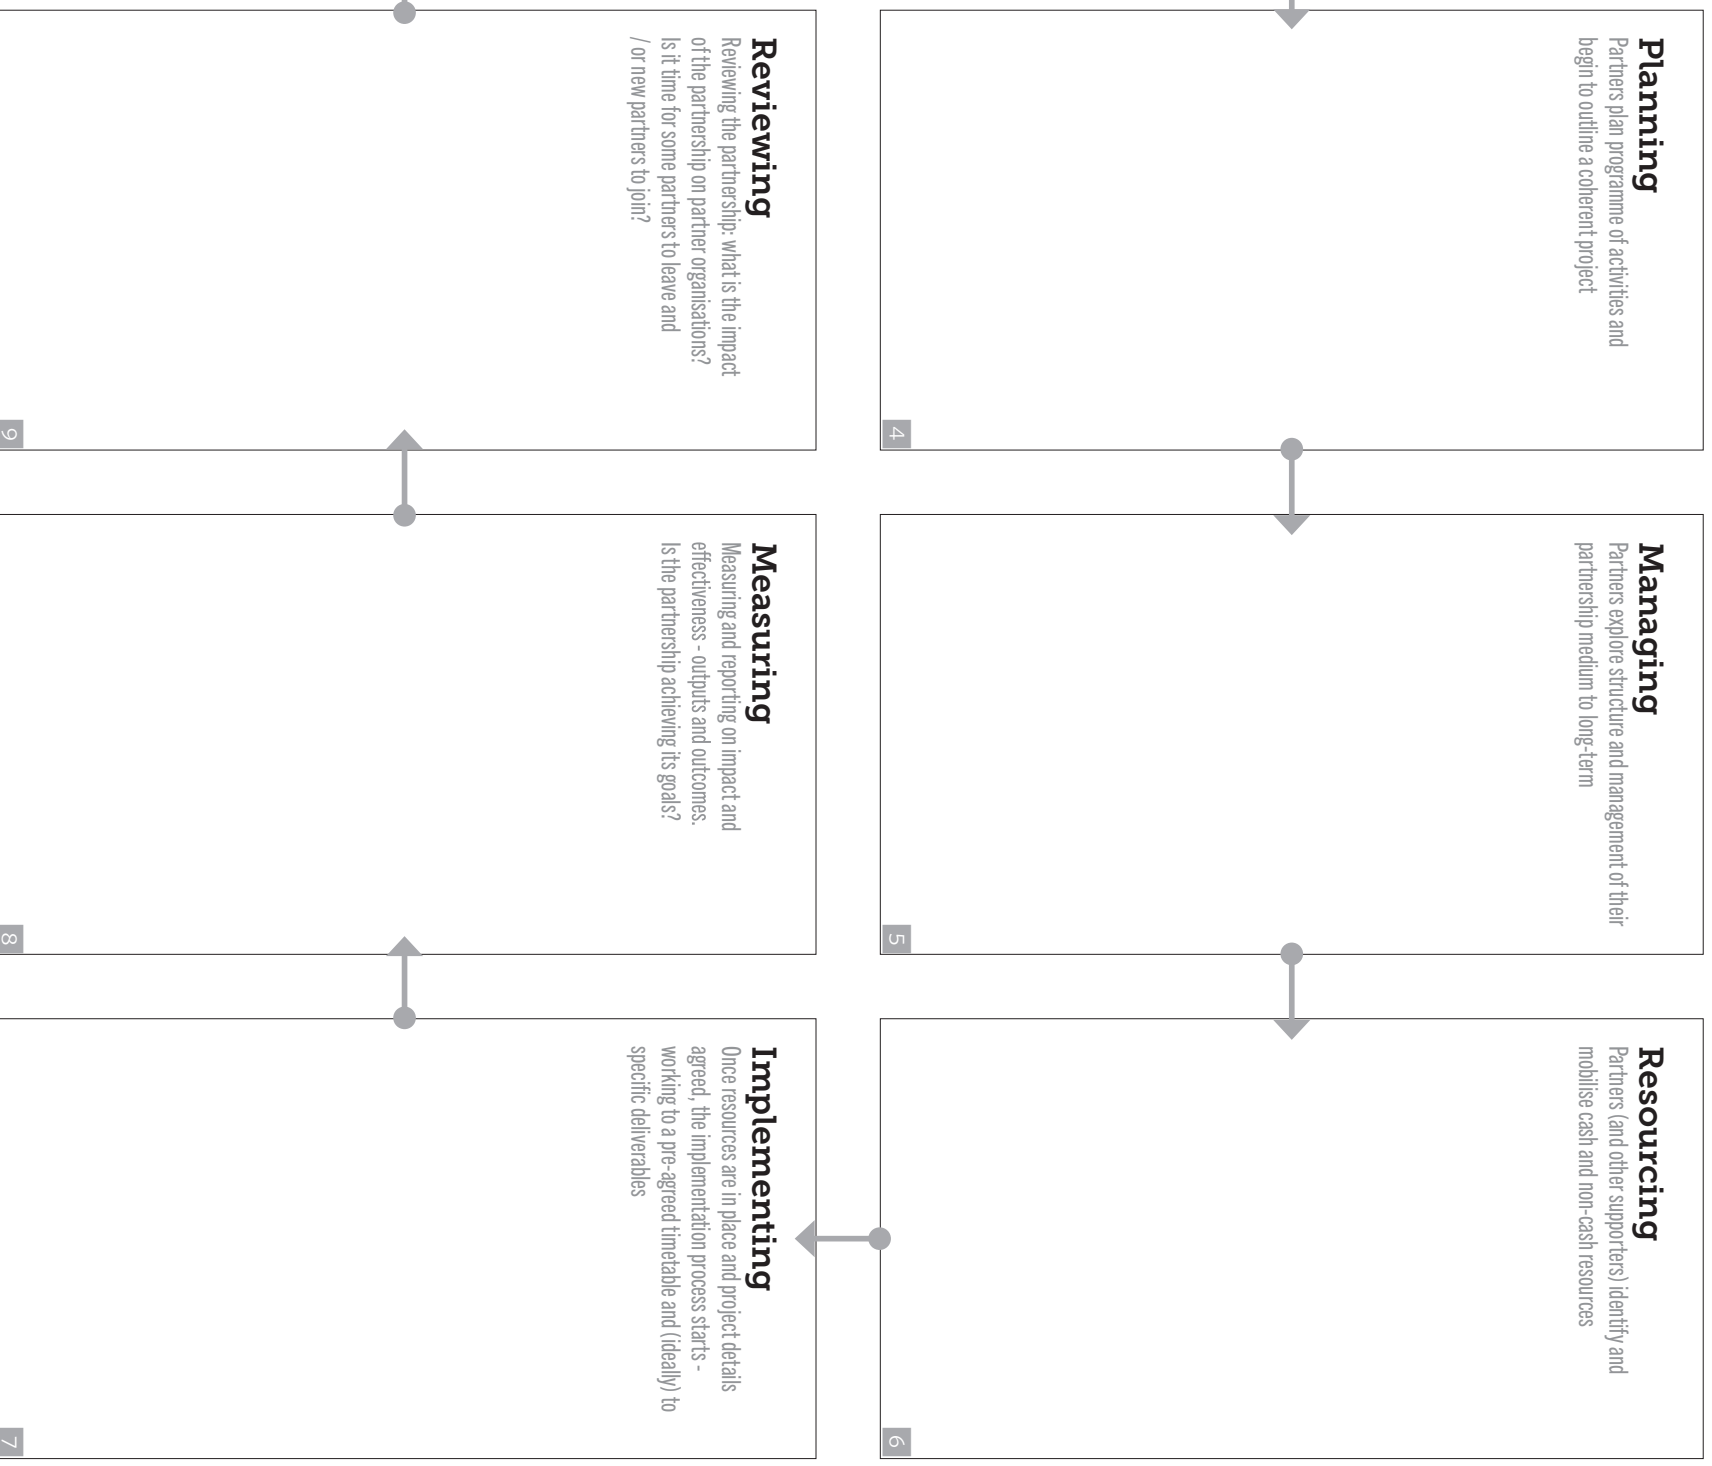 Planning
Partners plan programme of activities and
begin to outline a coherent project
4
Managing
Partners explore structure and management of their
partnership medium to long-term
5
Resourcing
Partners (and other supporters) identify and
mobilise cash and non-cash resources
6
Reviewing
Reviewing the partnership: what is the impact
of the partnership on partner organisations?
Is it time for some partners to leave and
/ or new partners to join?
9
Measuring
Measuring and reporting on impact and
effectiveness - outputs and outcomes.
Is the partnership achieving its goals?
8
Implementing
Once resources are in place and project details
agreed, the implementation process starts -
working to a pre-agreed timetable and (ideally) to
specific deliverables
7